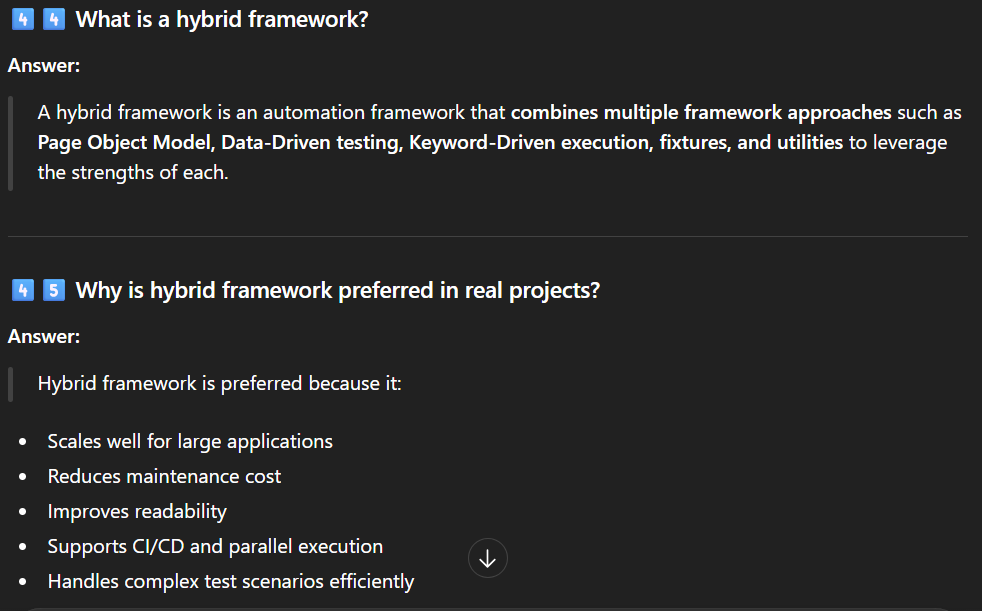 4 4 What is a hybrid framework?
Answer:
A hybrid framework is an automation framework that combines multiple framework approaches such as
Page Object Model, Data-Driven testing, Keyword-Driven execution, fixtures, and utilities to leverage
the strengths of each.
4 5 Why is hybrid framework preferred in real projects?
Answer:
Hybrid framework is preferred because it:
• Scales well for large applications
• Reduces maintenance cost
• Improves readability
• Supports CI/CD and parallel execution
• Handles complex test scenarios efficiently